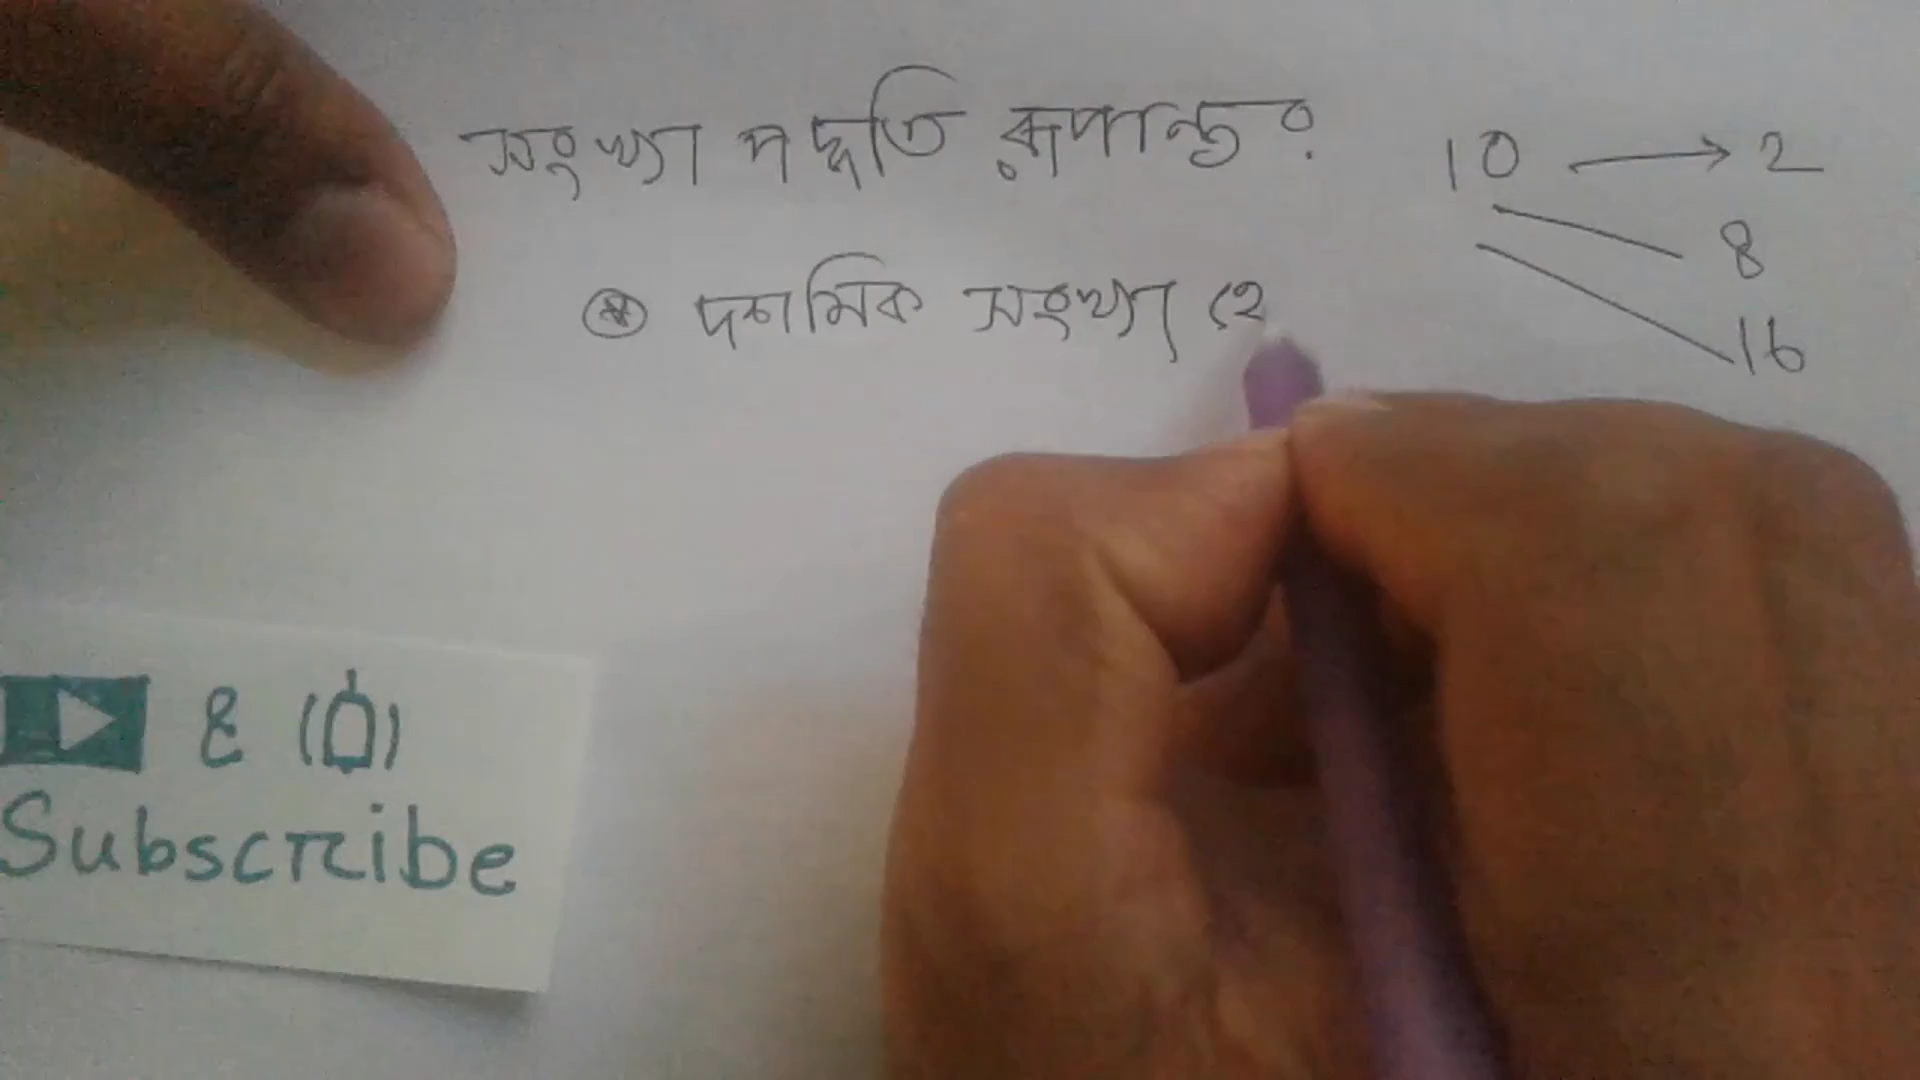 সংখ্যা পদ্ধতি রূপান্তরঃ
10 → 2
8
16
⊛ দশমিক সংখ্যা হে
& (🔔)
Subscribe